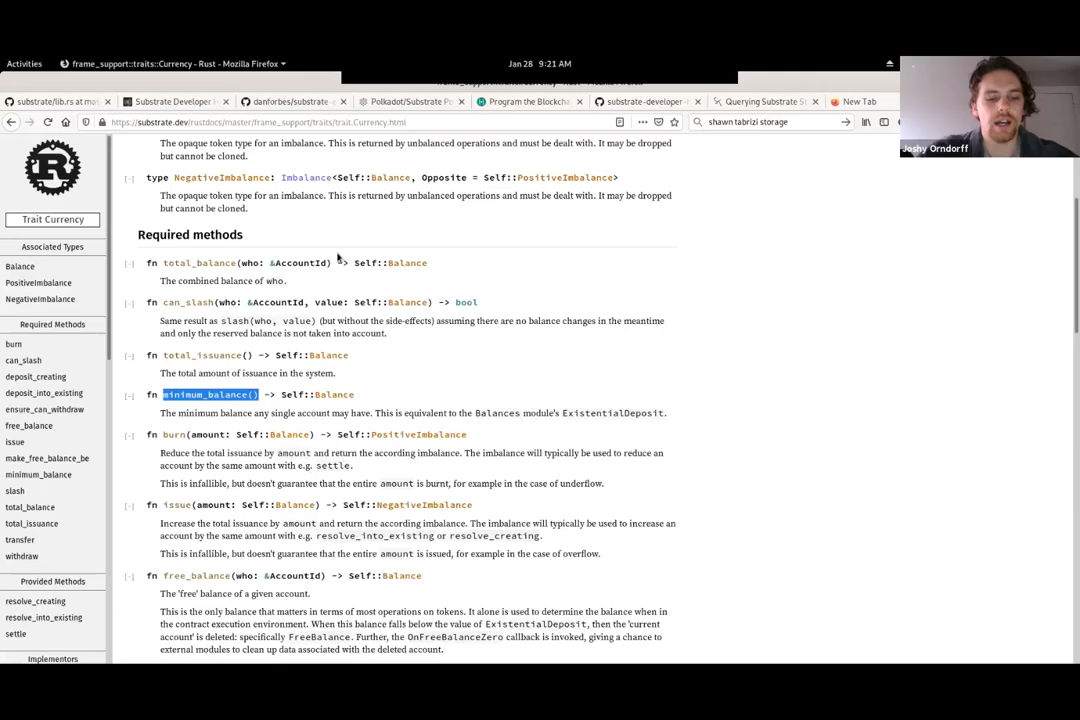 Activities
frame_support::traits::Currency - Rust - Mozilla Firefox
Jan 28 9:21 AM
substrate/lib.rs at mas
Substrate Developer H
danforbes/substrate-e
Polkadot/Substrate Po
Program the Blockcha
substrate-developer-h
Querying Substrate S
New Tab
https://substrate.dev/rustdocs/master/frame_support/traits/trait.Currency.html
shawn tabrizi storage
Joshy Orndorff
Trait Currency
Associated Types
Balance
PositiveImbalance
NegativeImbalance
Required Methods
burn
can_slash
deposit_creating
deposit_into_existing
ensure_can_withdraw
free_balance
issue
make_free_balance_be
minimum_balance
slash
total_balance
total_issuance
transfer
withdraw
Provided Methods
resolve_creating
resolve_into_existing
settle
Implementors
The opaque token type for an imbalance. This is returned by unbalanced operations and must be dealt with. It may be dropped
but cannot be cloned.
[-] type NegativeImbalance: Imbalance<Self::Balance, Opposite = Self::PositiveImbalance>
The opaque token type for an imbalance. This is returned by unbalanced operations and must be dealt with. It may be dropped
but cannot be cloned.
Required methods
[-] fn total_balance(who: &AccountId) -> Self::Balance
The combined balance of who.
[-] fn can_slash(who: &AccountId, value: Self::Balance) -> bool
Same result as slash(who, value) (but without the side-effects) assuming there are no balance changes in the meantime
and only the reserved balance is not taken into account.
[-] fn total_issuance() -> Self::Balance
The total amount of issuance in the system.
[-] fn minimum_balance() -> Self::Balance
The minimum balance any single account may have. This is equivalent to the Balances module's ExistentialDeposit.
[-] fn burn(amount: Self::Balance) -> Self::PositiveImbalance
Reduce the total issuance by amount and return the according imbalance. The imbalance will typically be used to reduce an
account by the same amount with e.g. settle.
This is infallible, but doesn't guarantee that the entire amount is burnt, for example in the case of underflow.
[-] fn issue(amount: Self::Balance) -> Self::NegativeImbalance
Increase the total issuance by amount and return the according imbalance. The imbalance will typically be used to increase an
account by the same amount with e.g. resolve_into_existing or resolve_creating.
This is infallible, but doesn't guarantee that the entire amount is issued, for example in the case of overflow.
[-] fn free_balance(who: &AccountId) -> Self::Balance
The 'free' balance of a given account.
This is the only balance that matters in terms of most operations on tokens. It alone is used to determine the balance when in
the contract execution environment. When this balance falls below the value of ExistentialDeposit, then the 'current
account' is deleted: specifically FreeBalance. Further, the OnFreeBalanceZero callback is invoked, giving a chance to
external modules to clean up data associated with the deleted account.